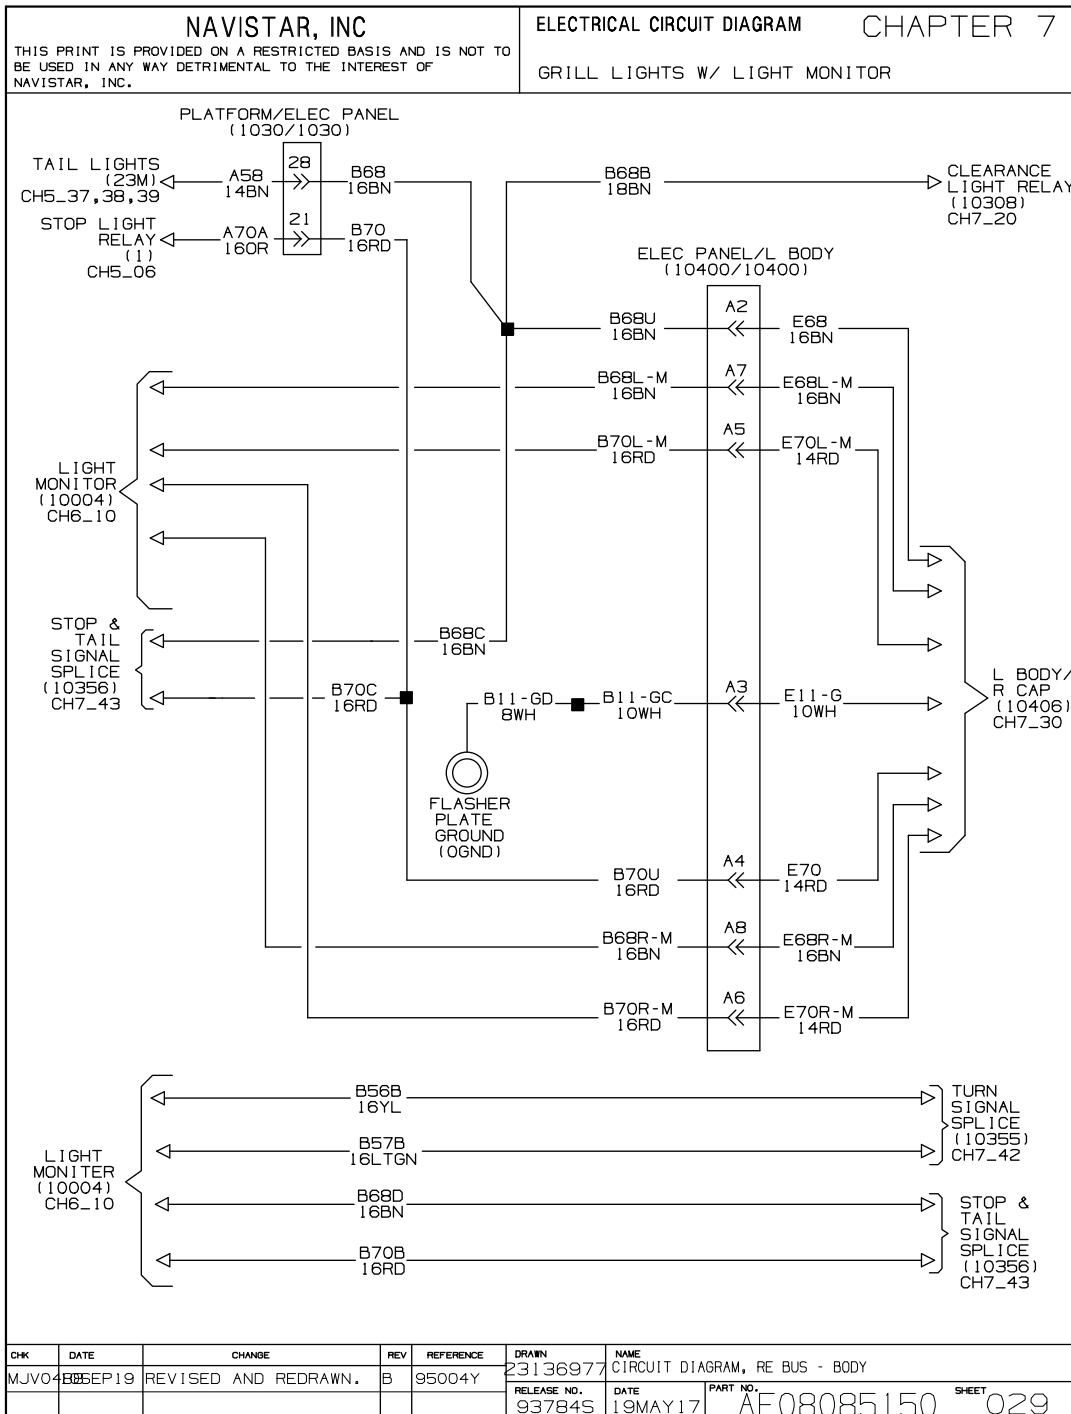 NAVISTAR, INC
THIS PRINT IS PROVIDED ON A RESTRICTED BASIS AND IS NOT TO
BE USED IN ANY WAY DETRIMENTAL TO THE INTEREST OF
NAVISTAR, INC.
ELECTRICAL CIRCUIT DIAGRAM
CHAPTER 7
GRILL LIGHTS W/ LIGHT MONITOR
PLATFORM/ELEC PANEL
(1030/1030)
TAIL LIGHTS
(23M)
CH5_37,38,39
A58
14BN
28
B68
16BN
STOP LIGHT
RELAY
(1)
CH5_06
A70A
16OR
21
B70
16RD
B68B
18BN
CLEARANCE
LIGHT RELAY
(10308)
CH7_20
ELEC PANEL/L BODY
(10400/10400)
B68U
16BN
A2
E68
16BN
B68L-M
16BN
A7
E68L-M
16BN
B70L-M
16RD
A5
E70L-M
14RD
LIGHT
MONITOR
(10004)
CH6_10
STOP &
TAIL
SIGNAL
SPLICE
(10356)
CH7_43
B68C
16BN
B70C
16RD
B11-GD
8WH
B11-GC
10WH
A3
E11-G
10WH
L BODY/
R CAP
(10406)
CH7_30
FLASHER
PLATE
GROUND
(0GND)
B70U
16RD
A4
E70
14RD
B68R-M
16BN
A8
E68R-M
16BN
B70R-M
16RD
A6
E70R-M
14RD
LIGHT
MONITER
(10004)
CH6_10
B56B
16YL
B57B
16LTGN
B68D
16BN
B70B
16RD
TURN
SIGNAL
SPLICE
(10355)
CH7_42
STOP &
TAIL
SIGNAL
SPLICE
(10356)
CH7_43
CHK DATE CHANGE REV REFERENCE
SEP19 REVISED AND REDRAWN. B 95004Y
DRAWN
23136977
NAME
CIRCUIT DIAGRAM, RE BUS - BODY
RELEASE NO.
93784S
DATE
19MAY17
PART NO.
AE08085150
SHEET
029